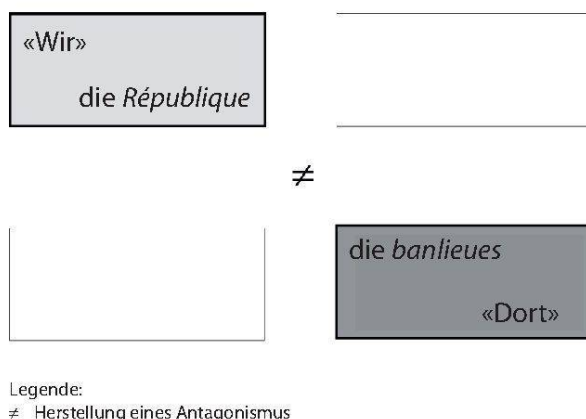 «Wir»
die République
≠
die banlieues
«Dort»
Legende:
≠ Herstellung eines Antagonismus